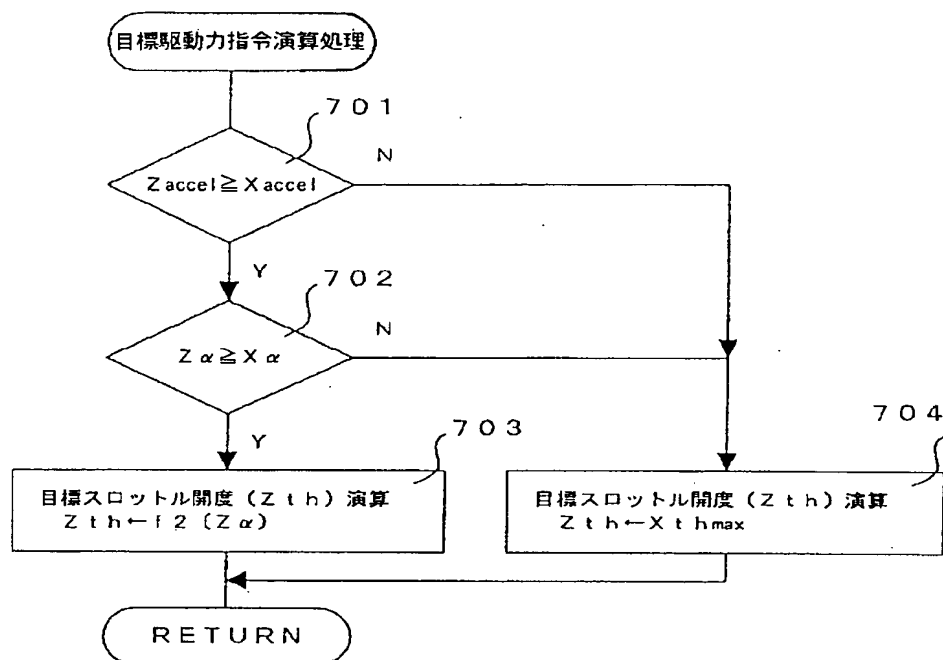 目標駆動力指令演算処理
701
Zaccel≧Xaccel
N
Y
702
Zα≧Xα
N
Y
703
目標スロットル開度(Zth)演算
Zth←f2(Zα)
704
目標スロットル開度(Zth)演算
Zth←Xthmax
RETURN